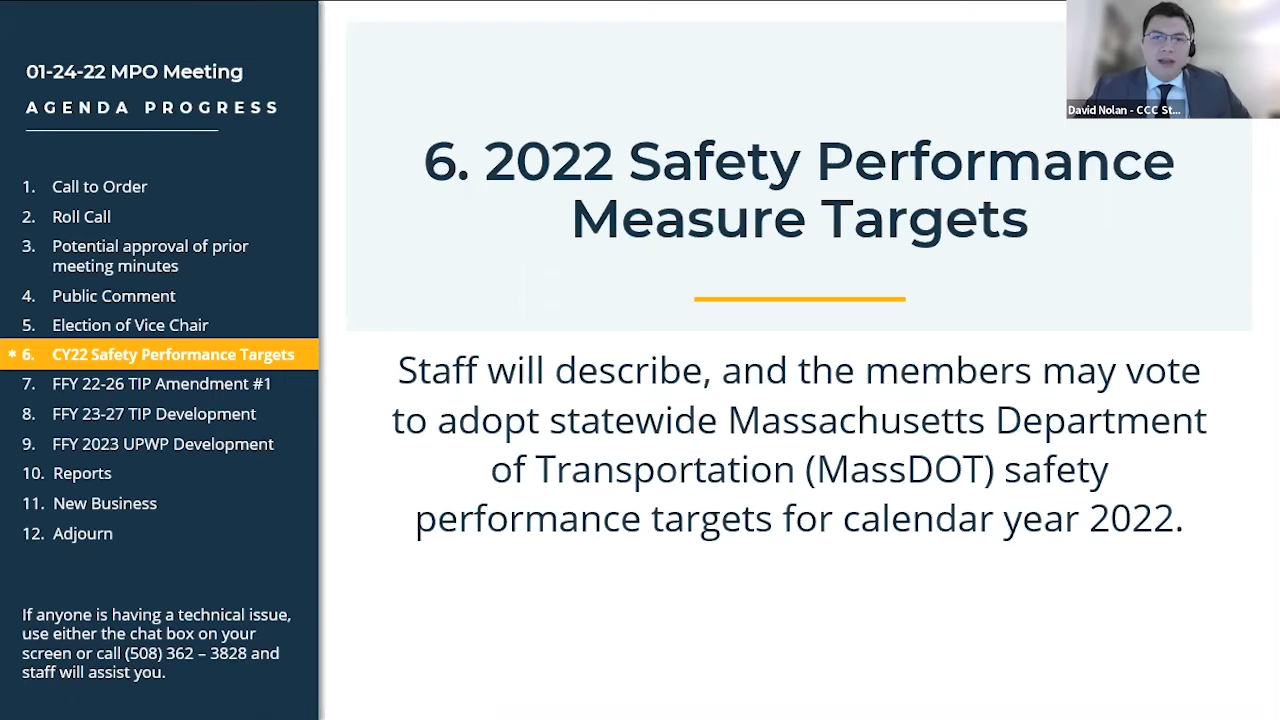 01-24-22 MPO Meeting
AGENDA PROGRESS
1. Call to Order
2. Roll Call
3. Potential approval of prior
meeting minutes
4. Public Comment
5. Election of Vice Chair
* 6. CY22 Safety Performance Targets
7. FFY 22-26 TIP Amendment #1
8. FFY 23-27 TIP Development
9. FFY 2023 UPWP Development
10. Reports
11. New Business
12. Adjourn
If anyone is having a technical issue,
use either the chat box on your
screen or call (508) 362 – 3828 and
staff will assist you.
6. 2022 Safety Performance
Measure Targets
Staff will describe, and the members may vote
to adopt statewide Massachusetts Department
of Transportation (MassDOT) safety
performance targets for calendar year 2022.
David Nolan - CCC St...